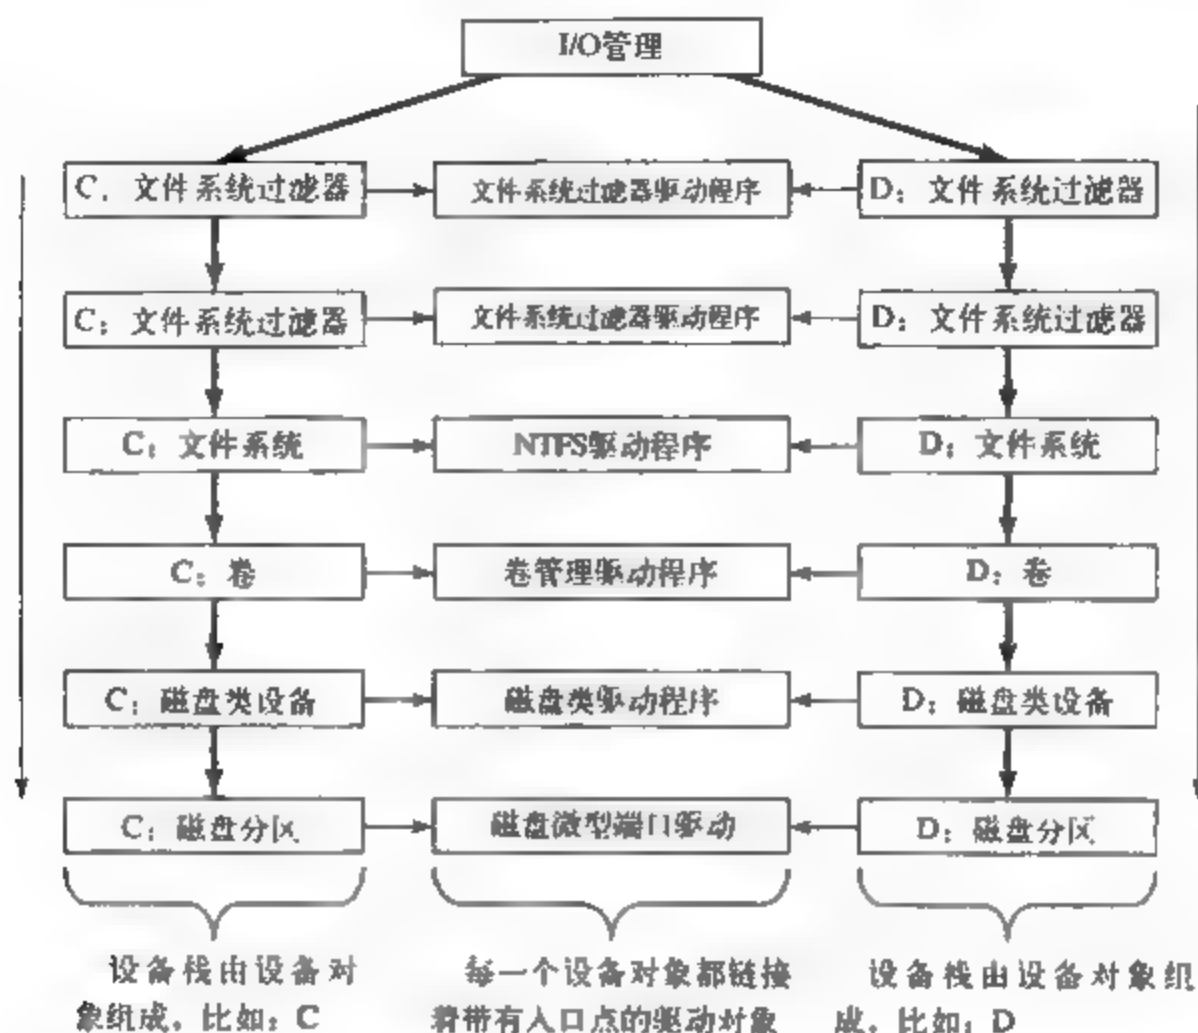 I/O管理
C，文件系统过滤器 文件系统过滤器驱动程序 D：文件系统过滤器
C：文件系统过滤器 文件系统过滤器驱动程序 D：文件系统过滤器
C：文件系统 NTFS驱动程序 D：文件系统
C：卷 卷管理驱动程序 D：卷
C：磁盘类设备 磁盘类驱动程序 D：磁盘类设备
C：磁盘分区 磁盘微型端口驱动 D：磁盘分区
设备栈由设备对
象组成，比如：C
每一个设备对象都链接
着带有入口点的驱动对象
设备栈由设备对象组
成，比如：D